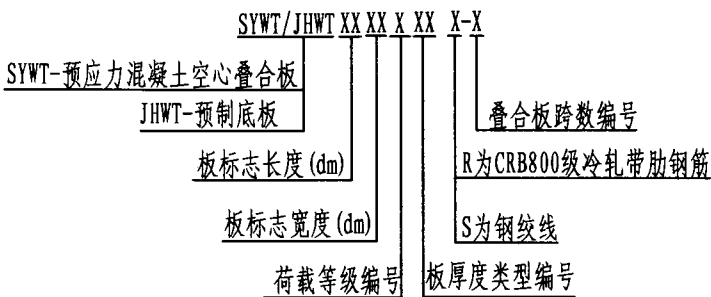 SYWT/JHWT XX XX X XX X-X
SYWT-预应力混凝土空心叠合板
JHWT-预制底板
叠合板跨数编号
板标志长度(dm)
R为CRB800级冷轧带肋钢筋
板标志宽度(dm)
S为钢绞线
荷载等级编号
板厚度类型编号